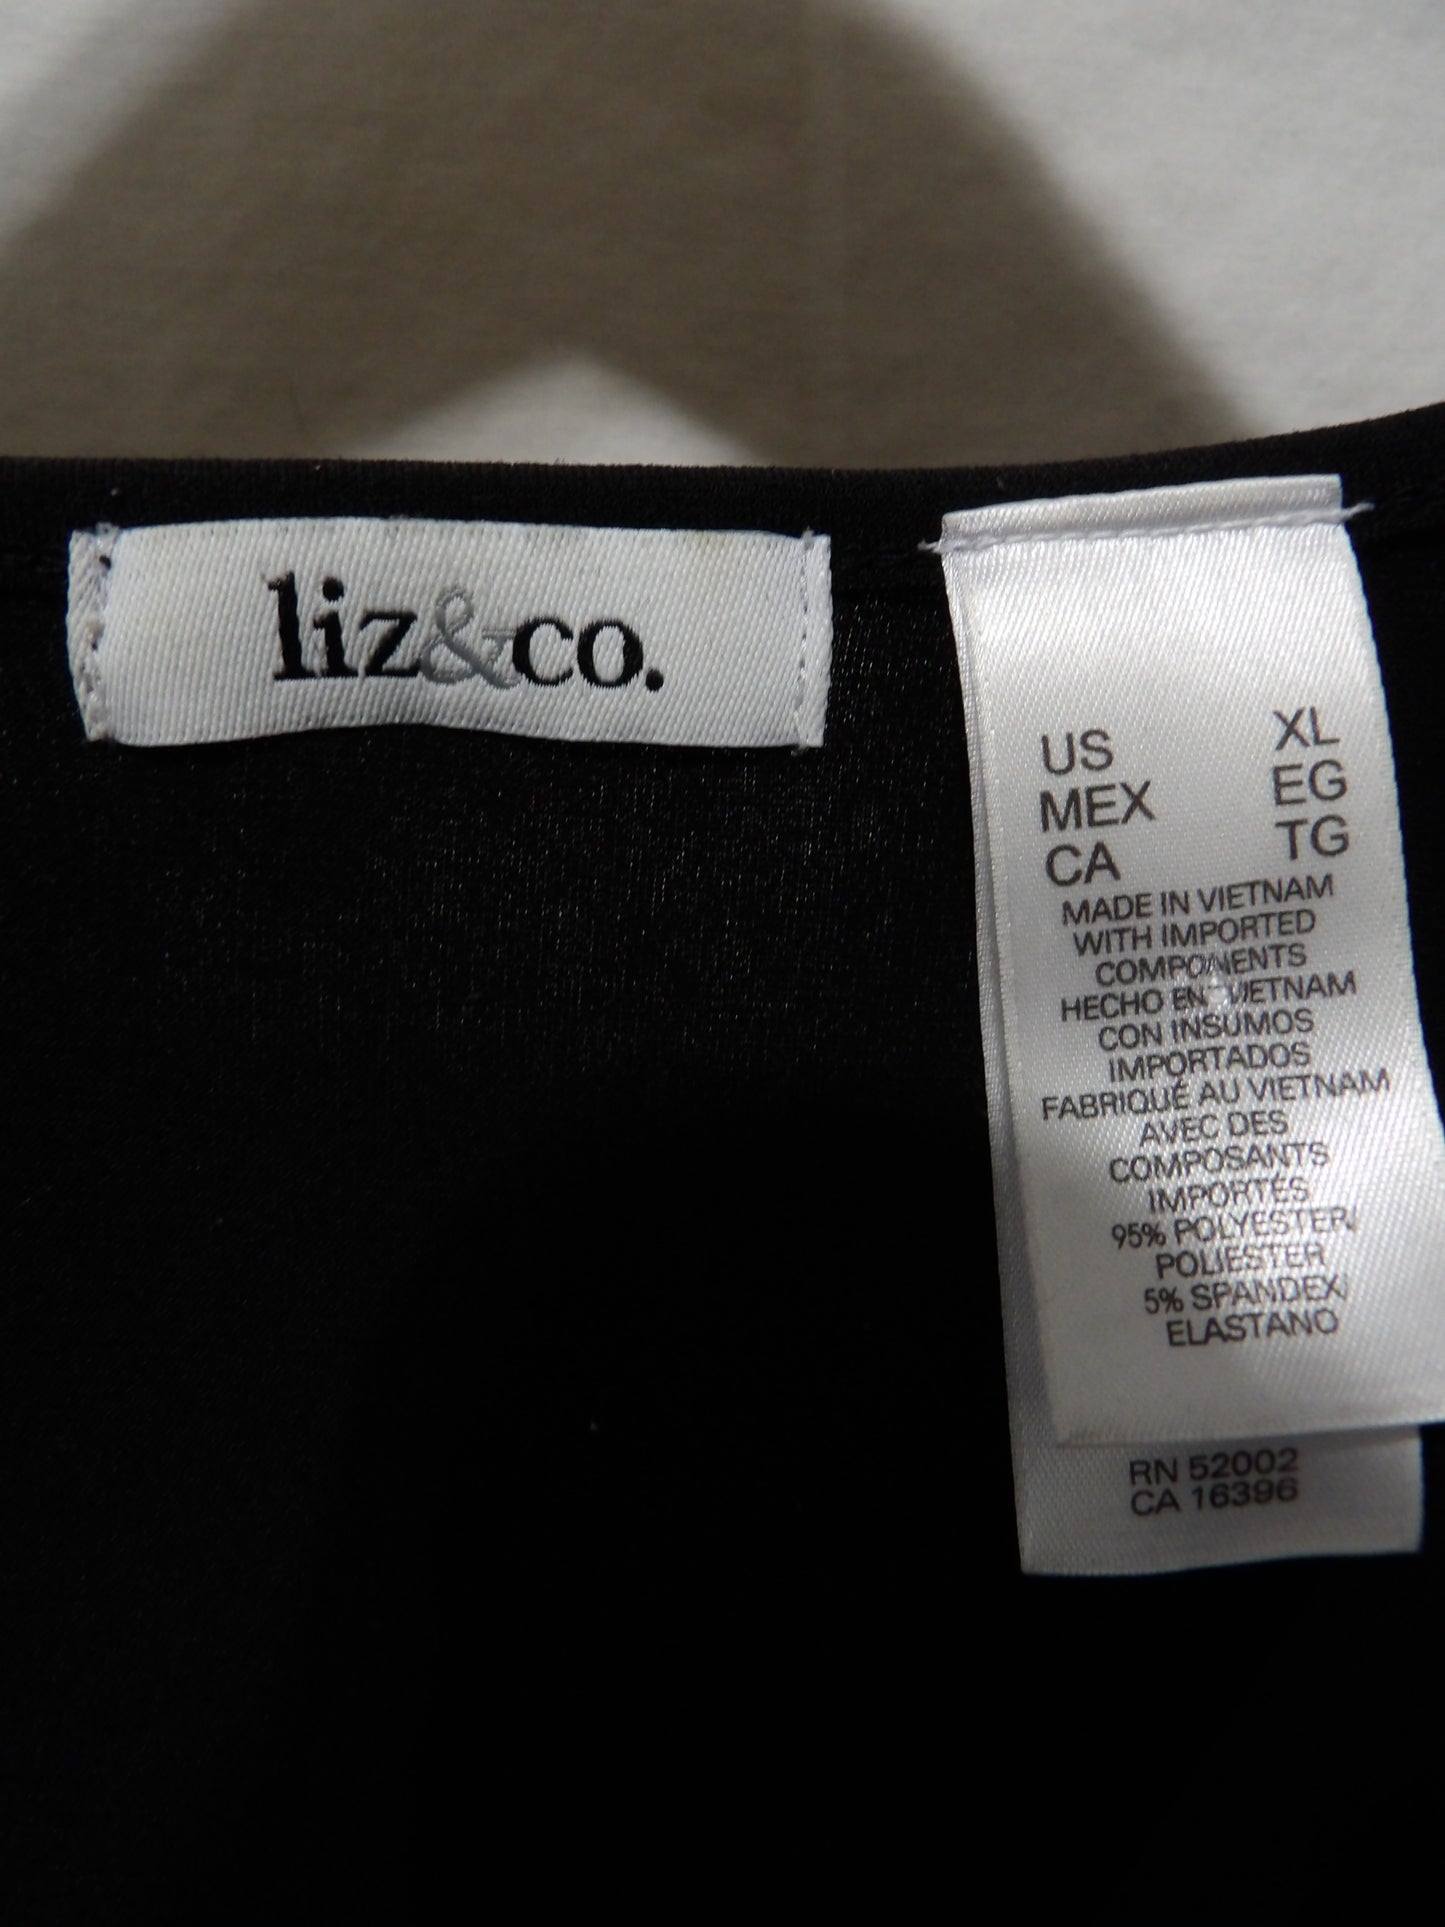 liz&co.
US XL
MEX EG
CA TG
MADE IN VIETNAM
WITH IMPORTED
COMPONENTS
HECHO EN VIETNAM
CON INSUMOS
IMPORTADOS
FABRIQUÉ AU VIETNAM
AVEC DES
COMPOSANTS
IMPORTÉS
95% POLYESTER/
POLIESTER
5% SPANDEX/
ELASTANO
RN 52002
CA 16396